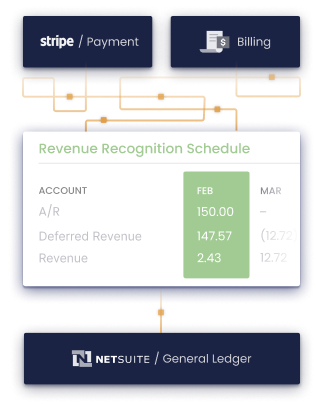 stripe / Payment
$ Billing
Revenue Recognition Schedule
ACCOUNT FEB MAR
A/R 150.00 –
Deferred Revenue 147.57 (12.72)
Revenue 2.43 12.72
N NETSUITE / General Ledger